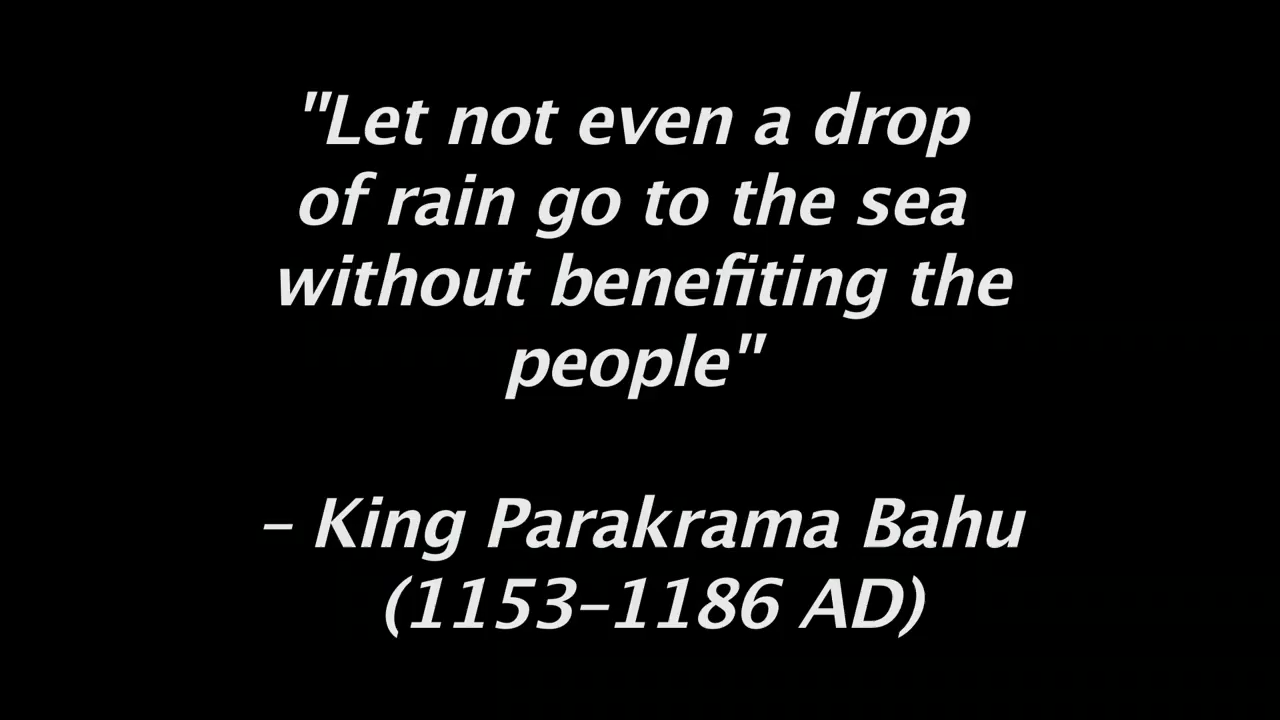 "Let not even a drop
of rain go to the sea
without benefiting the
people"
– King Parakrama Bahu
(1153–1186 AD)